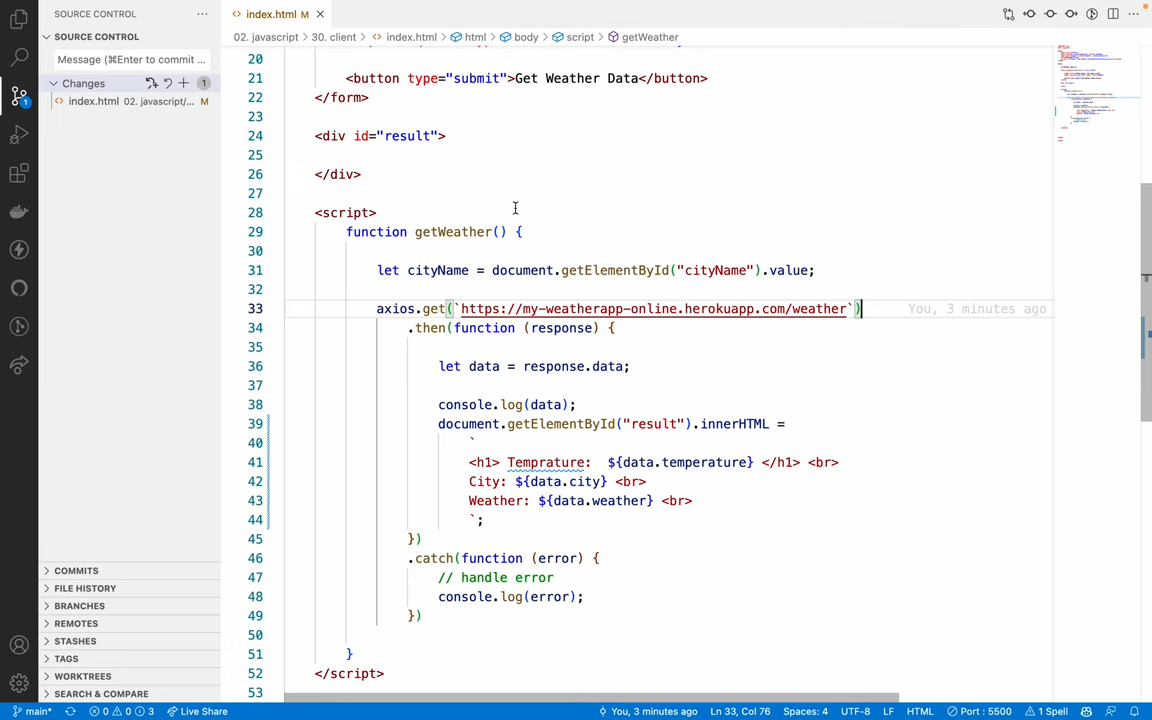 SOURCE CONTROL
...
index.html M
...
SOURCE CONTROL
02. javascript > 30. client > index.html > html > body > script > getWeather
Message (⌘Enter to commit ...
Changes 1
index.html 02. javascript/... M
20
21 <button type="submit">Get Weather Data</button>
22 </form>
23
24 <div id="result">
25
26 </div>
27
28 <script>
29 function getWeather() {
30
31 let cityName = document.getElementById("cityName").value;
32
33 axios.get(`https://my-weatherapp-online.herokuapp.com/weather`) You, 3 minutes ago
34 .then(function (response) {
35
36 let data = response.data;
37
38 console.log(data);
39 document.getElementById("result").innerHTML =
40 `
41 <h1> Temprature:  ${data.temperature} </h1> <br>
42 City: ${data.city} <br>
43 Weather: ${data.weather} <br>
44 `;
45 })
46 .catch(function (error) {
47 // handle error
48 console.log(error);
49 })
50
51 }
52 </script>
53
COMMITS
FILE HISTORY
BRANCHES
REMOTES
STASHES
TAGS
WORKTREES
SEARCH & COMPARE
1
main* 0 0 3 Live Share You, 3 minutes ago Ln 33, Col 76 Spaces: 4 UTF-8 LF HTML Port : 5500 1 Spell